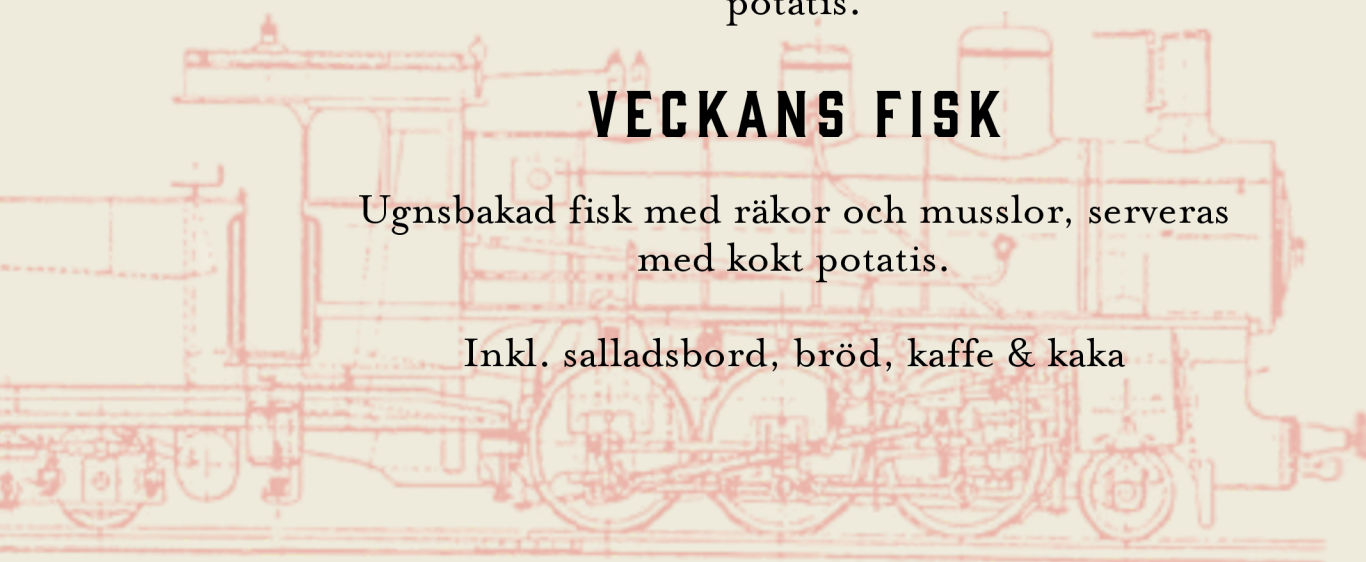 potatis.
VECKANS FISK
Ugnsbakad fisk med räkor och musslor, serveras
med kokt potatis.
Inkl. salladsbord, bröd, kaffe & kaka